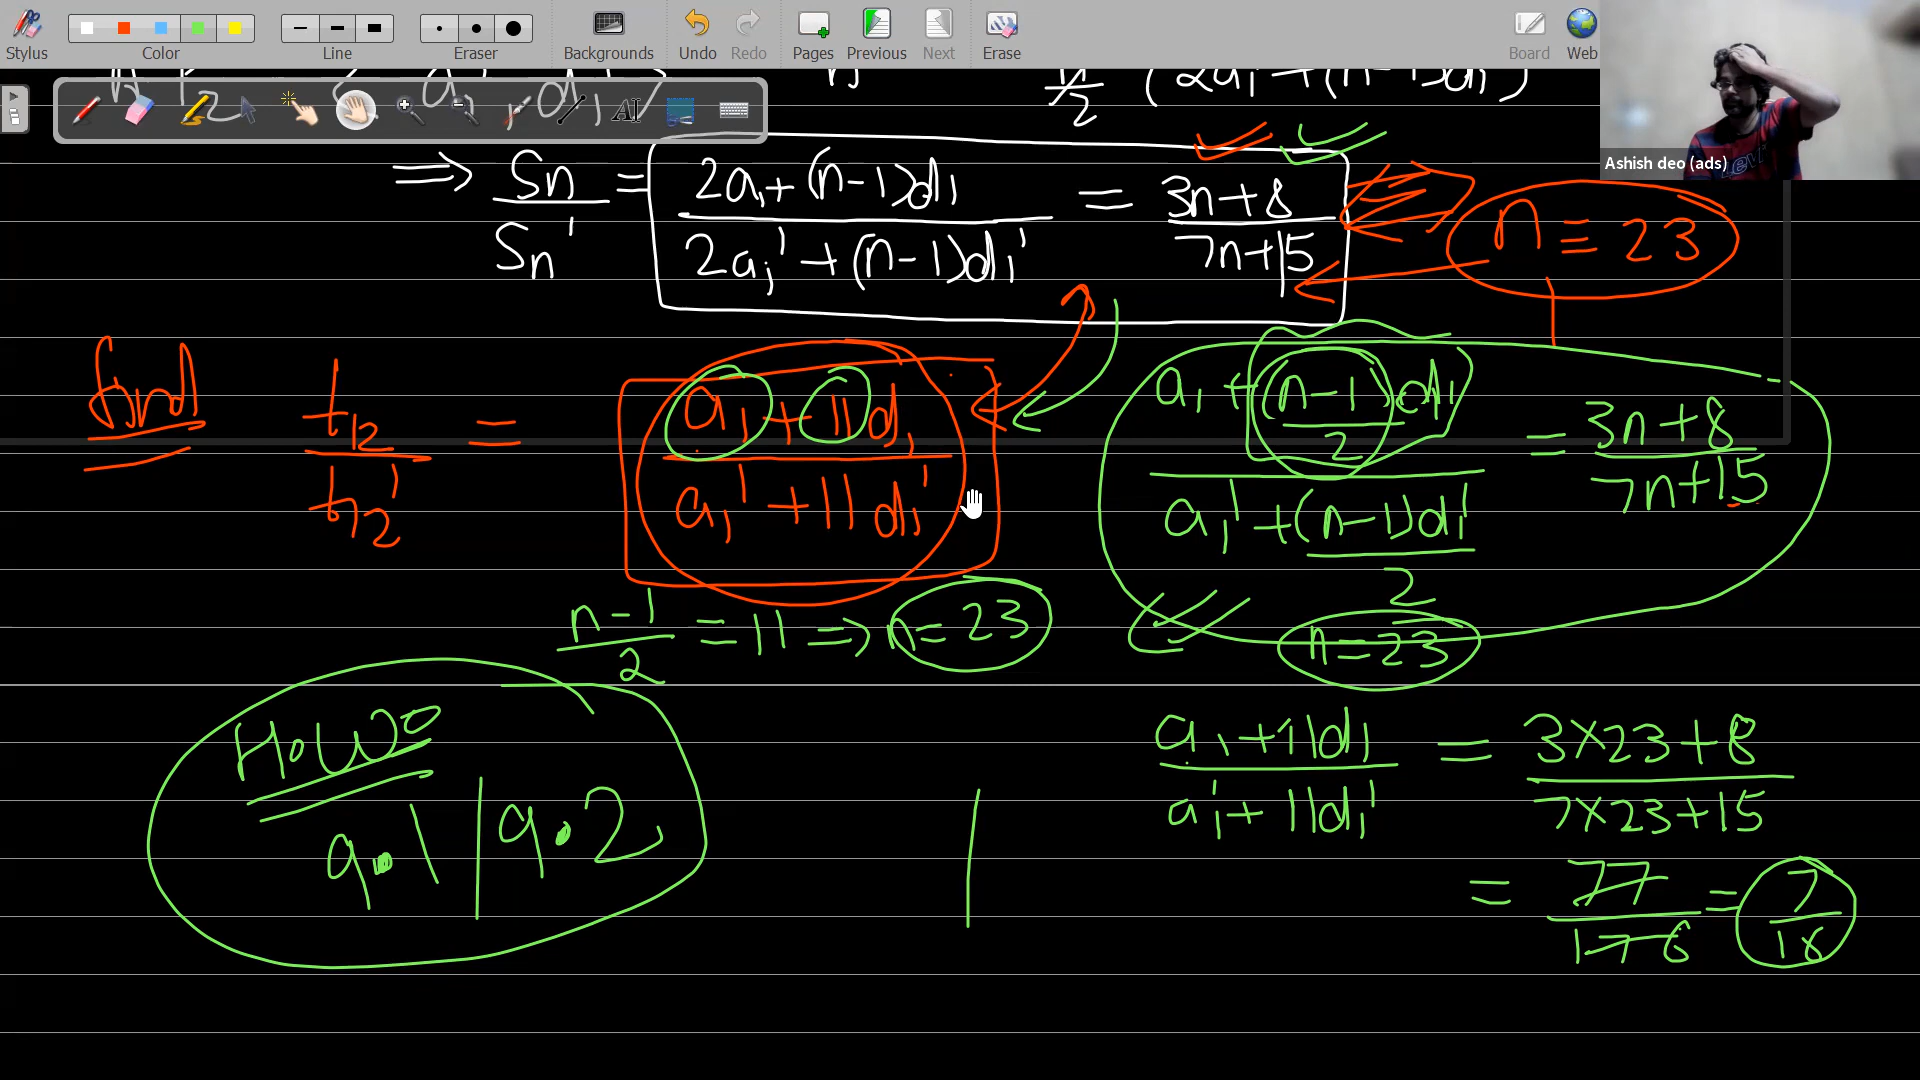 Stylus Color Line Eraser Backgrounds Undo Redo Pages Previous Next Erase Board Web
Ashish deo (ads)
n/2 (2a₁ + (n-1)d₁)
⇒ Sn/Sn' = (2a₁+(n-1)d₁)/(2a₁'+(n-1)d₁') = (3n+8)/(7n+15)
n = 23
find t₁₂/t₁₂' = (a₁+11d₁)/(a₁'+11d₁')
(a₁+(n-1)/2 d₁)/(a₁'+(n-1)d₁'/2) = (3n+8)/(7n+15)
(n-1)/2 = 11 ⇒ n=23
n=23
H.W.
9.1 | 9.2
(a₁+11d₁)/(a₁'+11d₁') = (3×23+8)/(7×23+15)
= 77/176 = 7/16